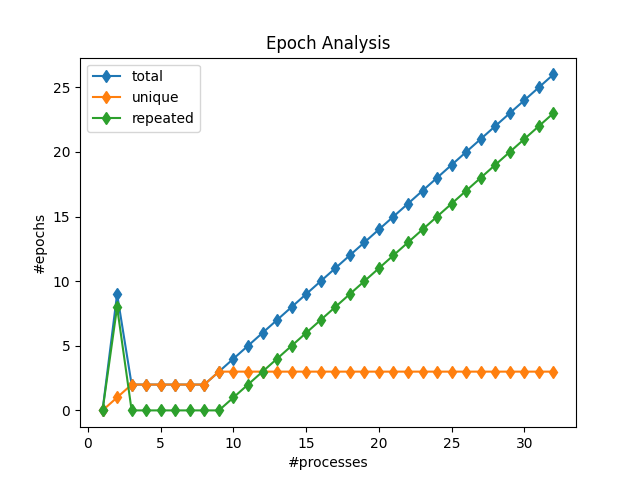 Epoch Analysis
total
unique
repeated
25
20
15
10
5
0
#epochs
0 5 10 15 20 25 30
#processes